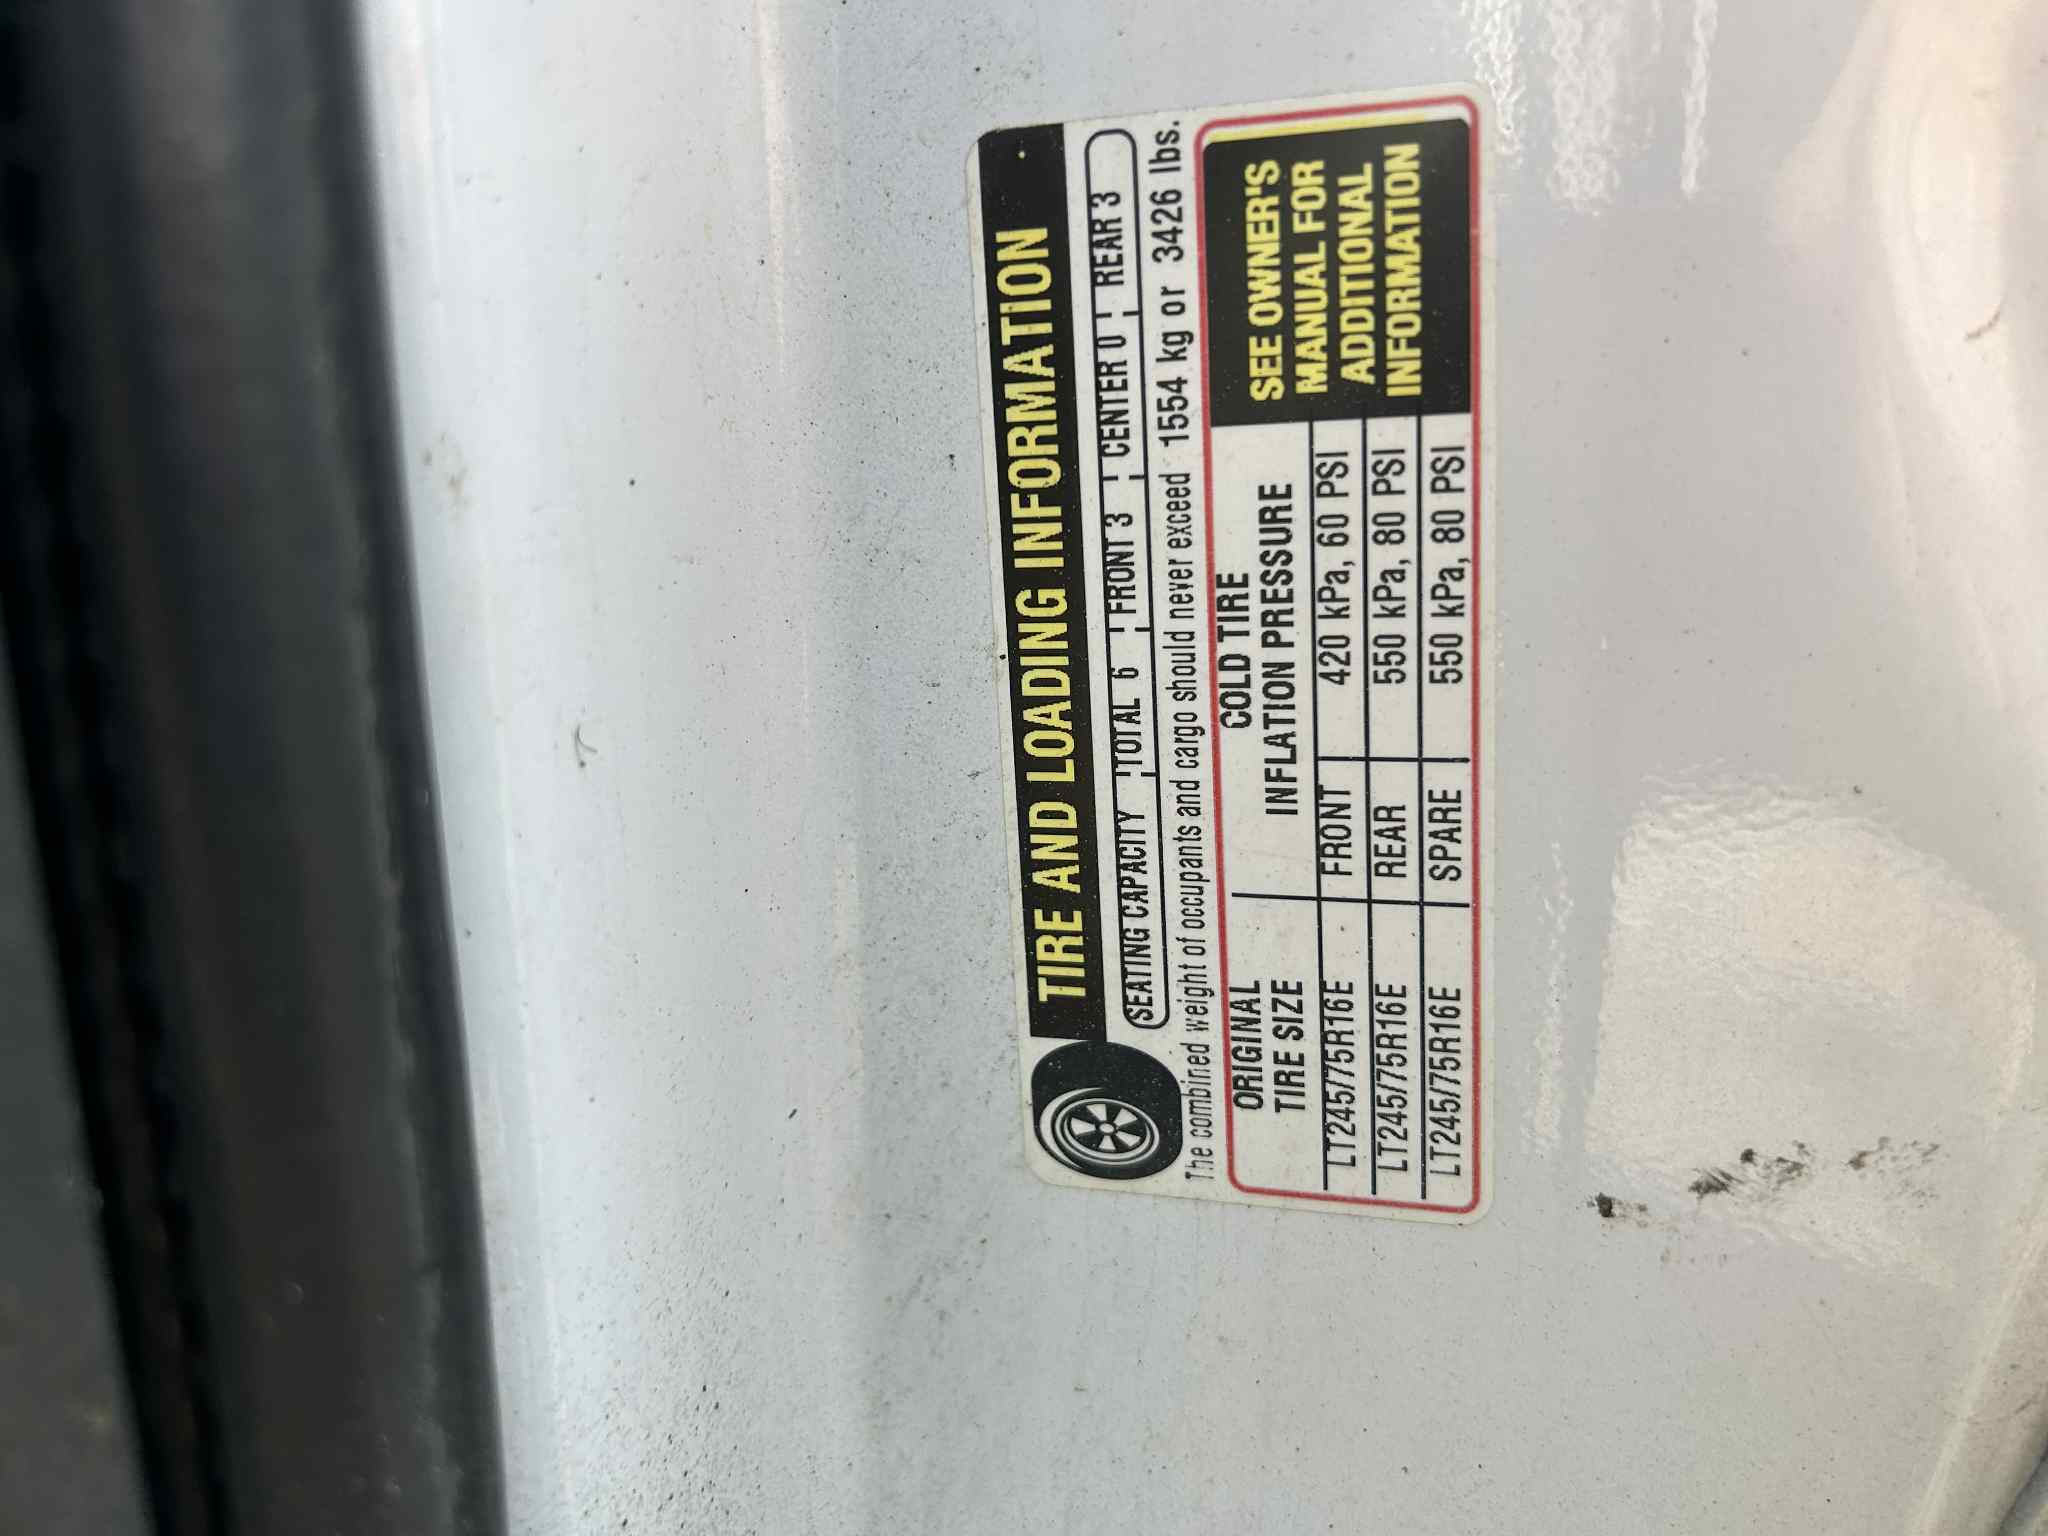 TIRE AND LOADING INFORMATION
SEATING CAPACITY TOTAL 6 FRONT 3 CENTER 0 REAR 3
The combined weight of occupants and cargo should never exceed 1554 kg or 3426 lbs.
ORIGINAL TIRE SIZE
COLD TIRE INFLATION PRESSURE
LT245/75R16E FRONT 420 kPa, 60 PSI
LT245/75R16E REAR 550 kPa, 80 PSI
LT245/75R16E SPARE 550 kPa, 80 PSI
SEE OWNER'S
MANUAL FOR
ADDITIONAL
INFORMATION